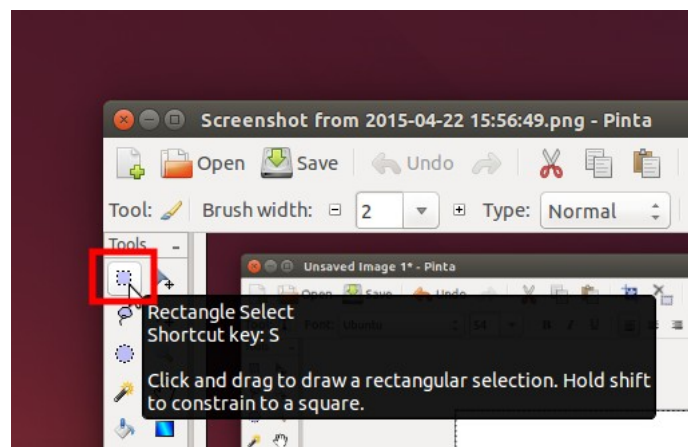 Screenshot from 2015-04-22 15:56:49.png - Pinta
Open Save Undo
Tool: Brush width: 2 Type: Normal
Tools
Unsaved Image 1* - Pinta
Open Save Undo
Rectangle Select
Shortcut key: S
Click and drag to draw a rectangular selection. Hold shift
to constrain to a square.